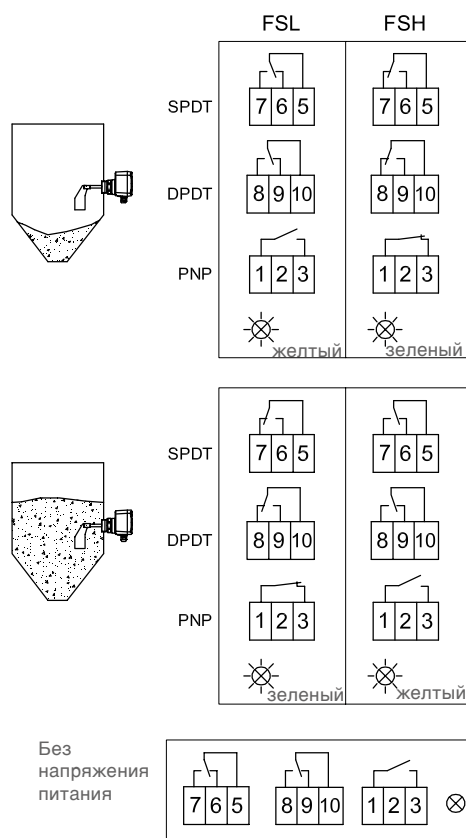 FSL FSH
SPDT
7 6 5 7 6 5
DPDT
8 9 10 8 9 10
PNP
1 2 3 1 2 3
желтый зеленый
SPDT
7 6 5 7 6 5
DPDT
8 9 10 8 9 10
PNP
1 2 3 1 2 3
зеленый желтый
Без
напряжения
питания
7 6 5 8 9 10 1 2 3